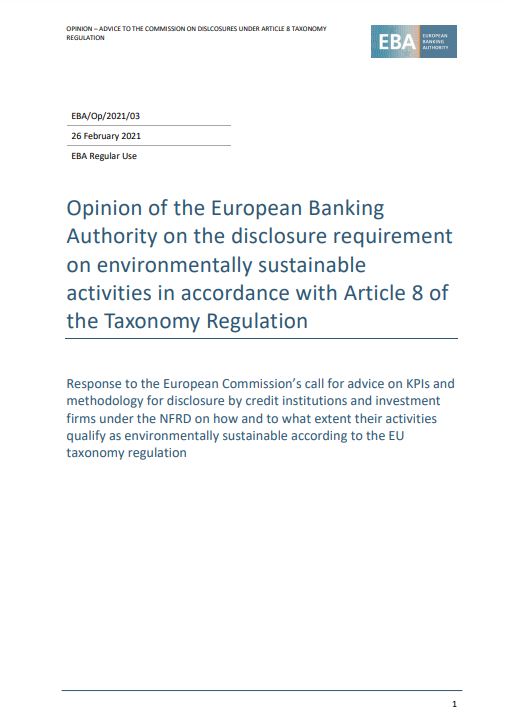 OPINION – ADVICE TO THE COMMISSION ON DISLCOSURES UNDER ARTICLE 8 TAXONOMY
REGULATION
EBA EUROPEAN
BANKING
AUTHORITY
EBA/Op/2021/03
26 February 2021
EBA Regular Use
Opinion of the European Banking
Authority on the disclosure requirement
on environmentally sustainable
activities in accordance with Article 8 of
the Taxonomy Regulation
Response to the European Commission’s call for advice on KPIs and
methodology for disclosure by credit institutions and investment
firms under the NFRD on how and to what extent their activities
qualify as environmentally sustainable according to the EU
taxonomy regulation
1